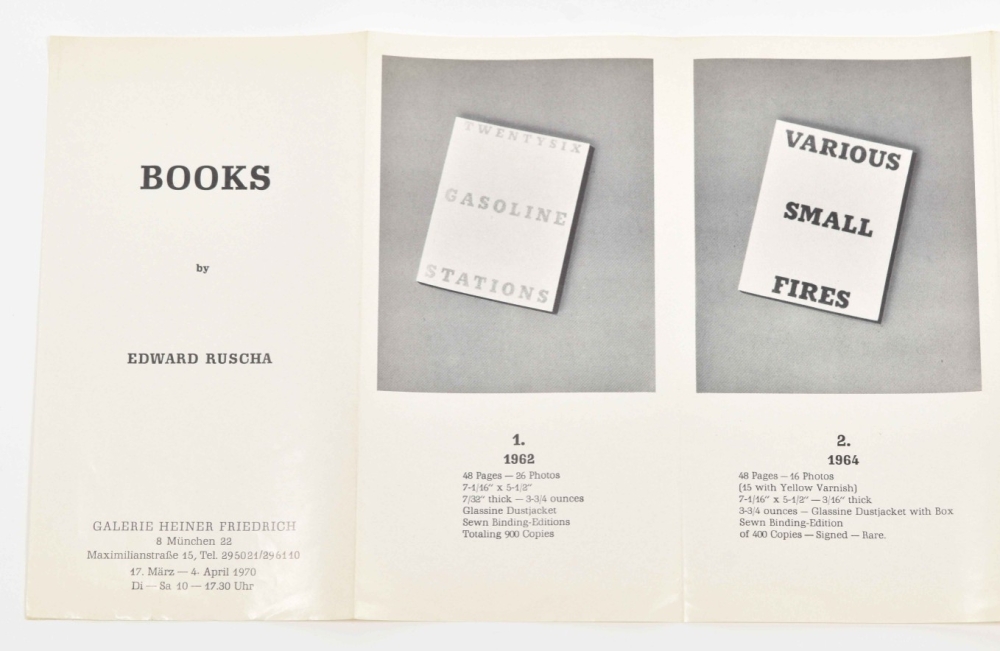 BOOKS
by
EDWARD RUSCHA
GALERIE HEINER FRIEDRICH
8 München 22
Maximilianstraße 15, Tel. 295021/296110
17. März — 4. April 1970
Di — Sa 10 — 17.30 Uhr
TWENTYSIX
GASOLINE
STATIONS
1.
1962
48 Pages — 26 Photos
7-1/16" x 5-1/2"
7/32" thick — 3-3/4 ounces
Glassine Dustjacket
Sewn Binding-Editions
Totaling 900 Copies
VARIOUS
SMALL
FIRES
2.
1964
48 Pages — 16 Photos
(15 with Yellow Varnish)
7-1/16" x 5-1/2" — 3/16" thick
3-3/4 ounces — Glassine Dustjacket with Box
Sewn Binding-Edition
of 400 Copies — Signed — Rare.